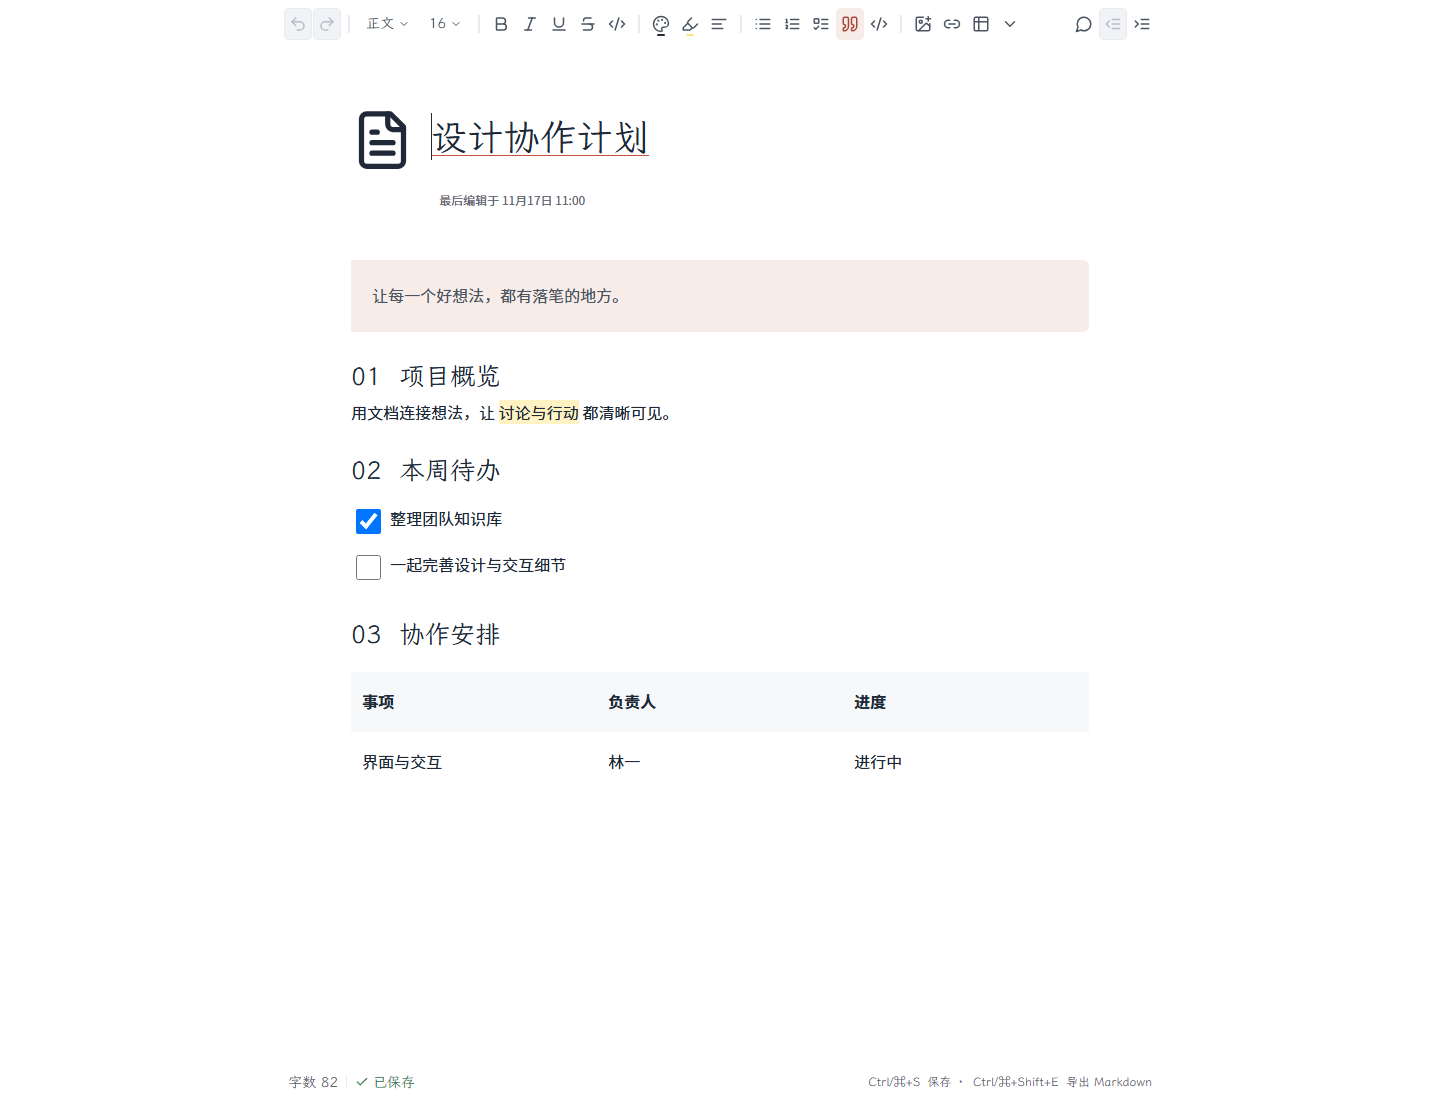 正文 16
设计协作计划
最后编辑于 11月17日 11:00
让每一个好想法，都有落笔的地方。
01 项目概览
用文档连接想法，让 讨论与行动 都清晰可见。
02 本周待办
整理团队知识库
一起完善设计与交互细节
03 协作安排
事项 负责人 进度
界面与交互 林一 进行中
字数 82 已保存 Ctrl/⌘+S 保存 · Ctrl/⌘+Shift+E 导出 Markdown